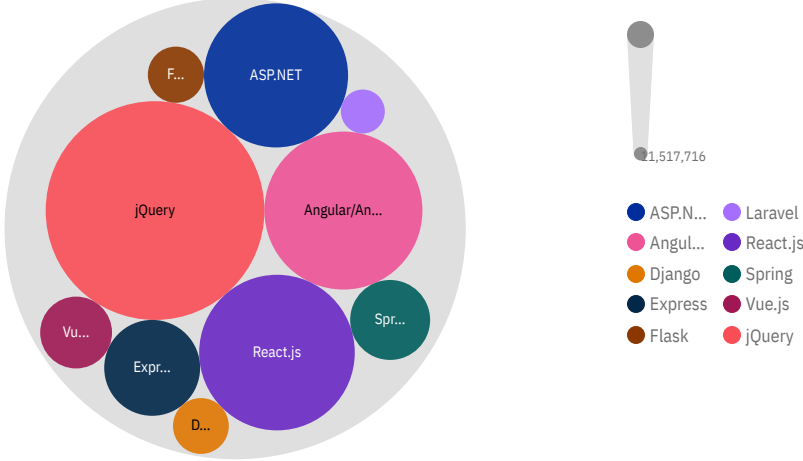 F...
ASP.NET
jQuery
Angular/An...
Vu...
Expr...
React.js
Spr...
D...
11,517,716
ASP.N...
Laravel
Angul...
React.js
Django
Spring
Express
Vue.js
Flask
jQuery